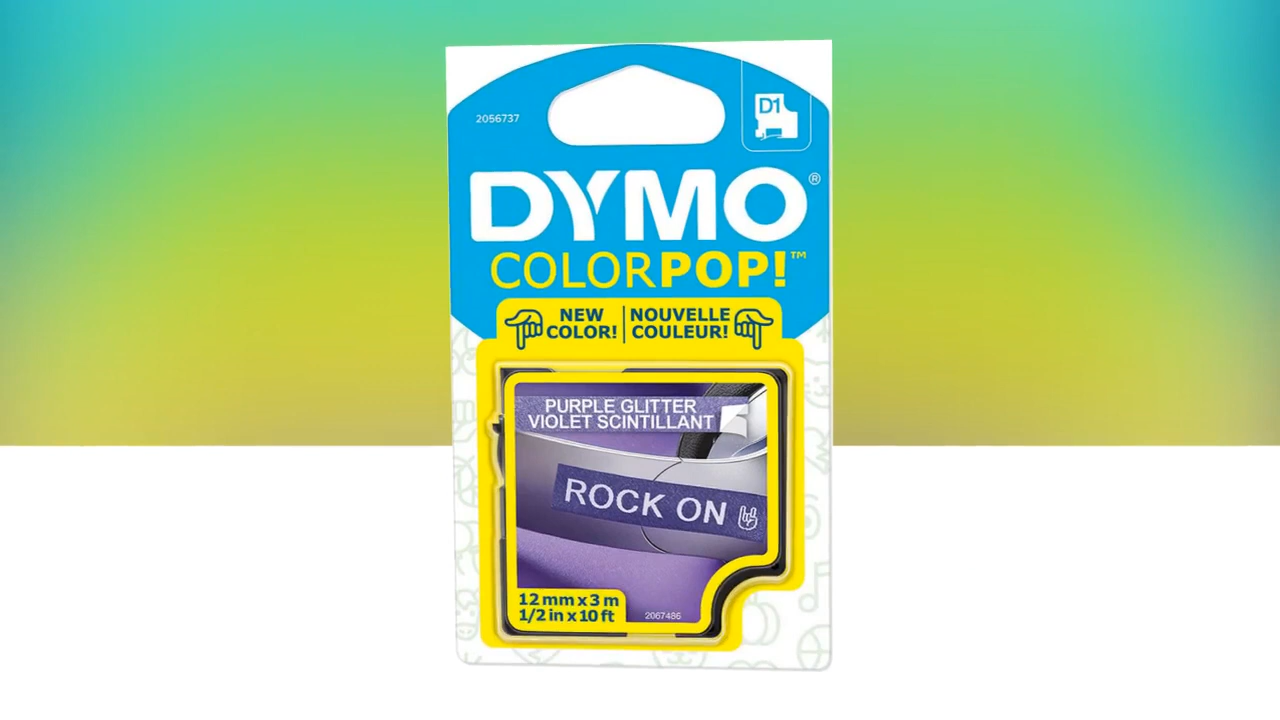 2056737
D1
DYMO®
COLORPOP!™
NEW COLOR! | NOUVELLE COULEUR!
PURPLE GLITTER
VIOLET SCINTILLANT
ROCK ON
12 mm x 3 m
1/2 in x 10 ft
2067486